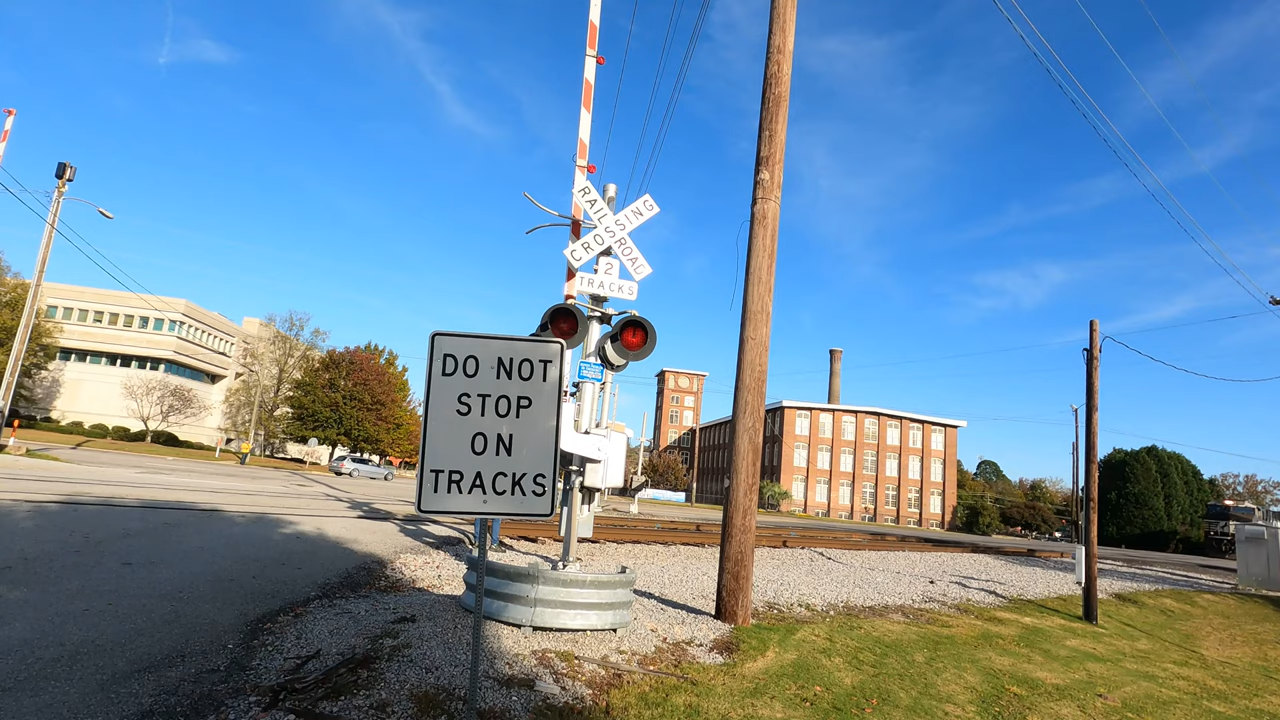 RAILROAD
CROSSING
2
TRACKS
DO NOT
STOP
ON
TRACKS